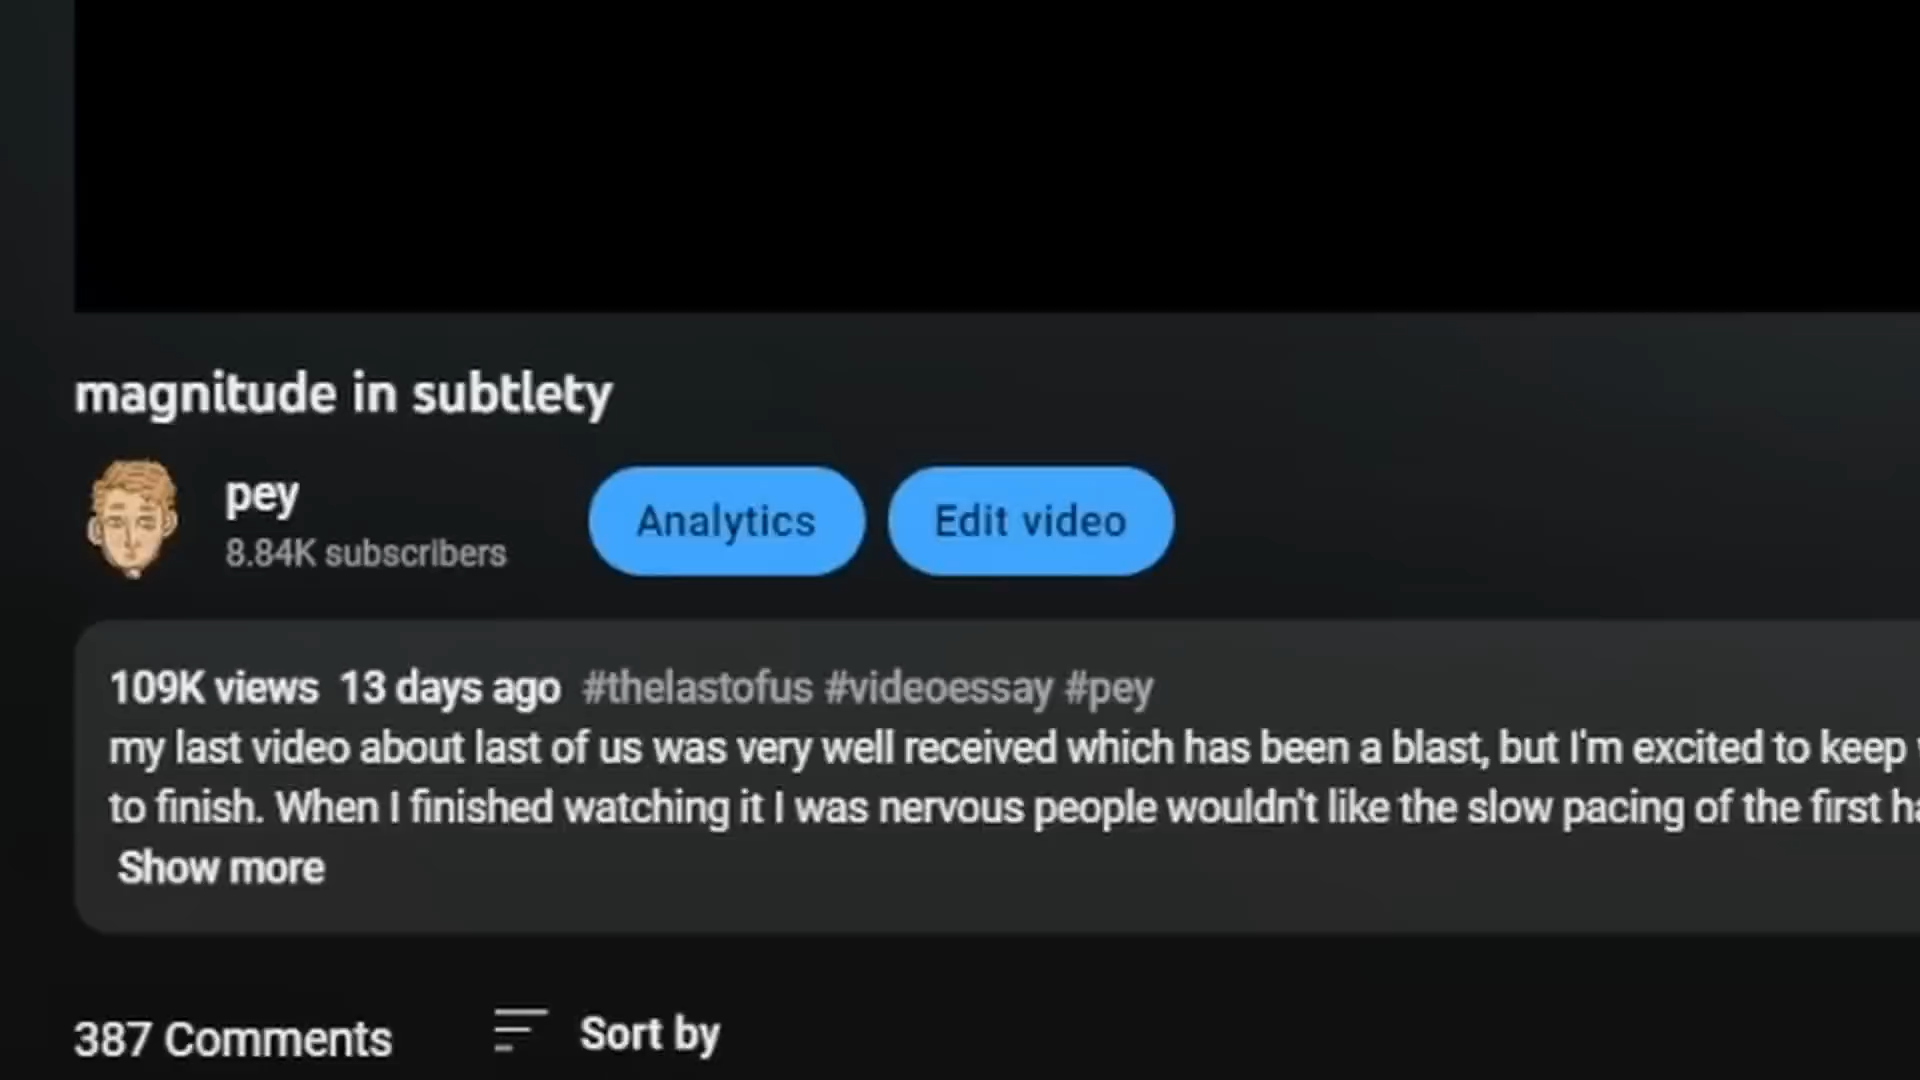 magnitude in subtlety
pey
8.84K subscribers
Analytics
Edit video
109K views 13 days ago #thelastofus #videoessay #pey
my last video about last of us was very well received which has been a blast, but I'm excited to keep
to finish. When I finished watching it I was nervous people wouldn't like the slow pacing of the first
Show more
387 Comments
Sort by